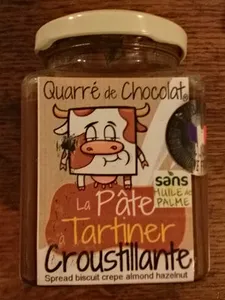 Quarré de Chocolat
sans
HUILE de
PALME
La Pâte
à
Tartiner
Croustillante
Spread biscuit crepe almond hazelnut